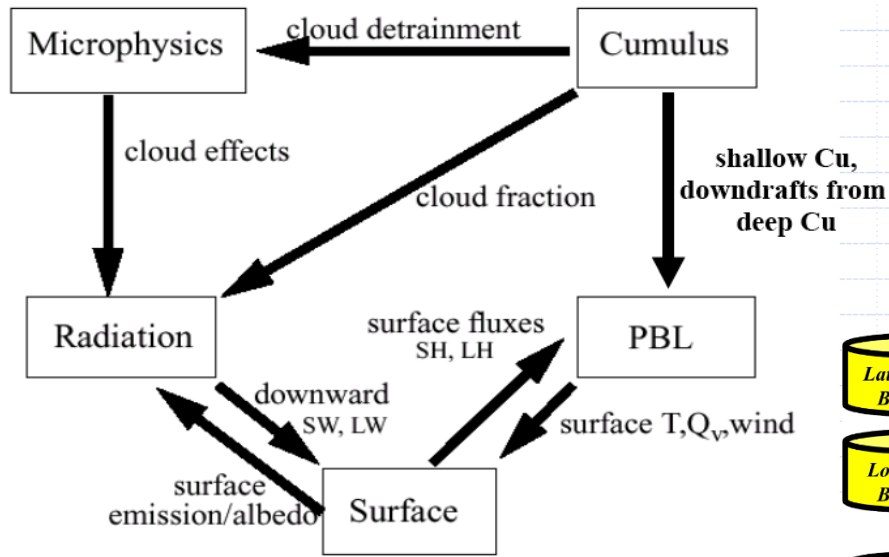 Microphysics
cloud detrainment
Cumulus
cloud effects
cloud fraction
shallow Cu,
downdrafts from
deep Cu
Radiation
surface fluxes
SH, LH
PBL
downward
SW, LW
surface T,Qv,wind
surface
emission/albedo
Surface
B
B